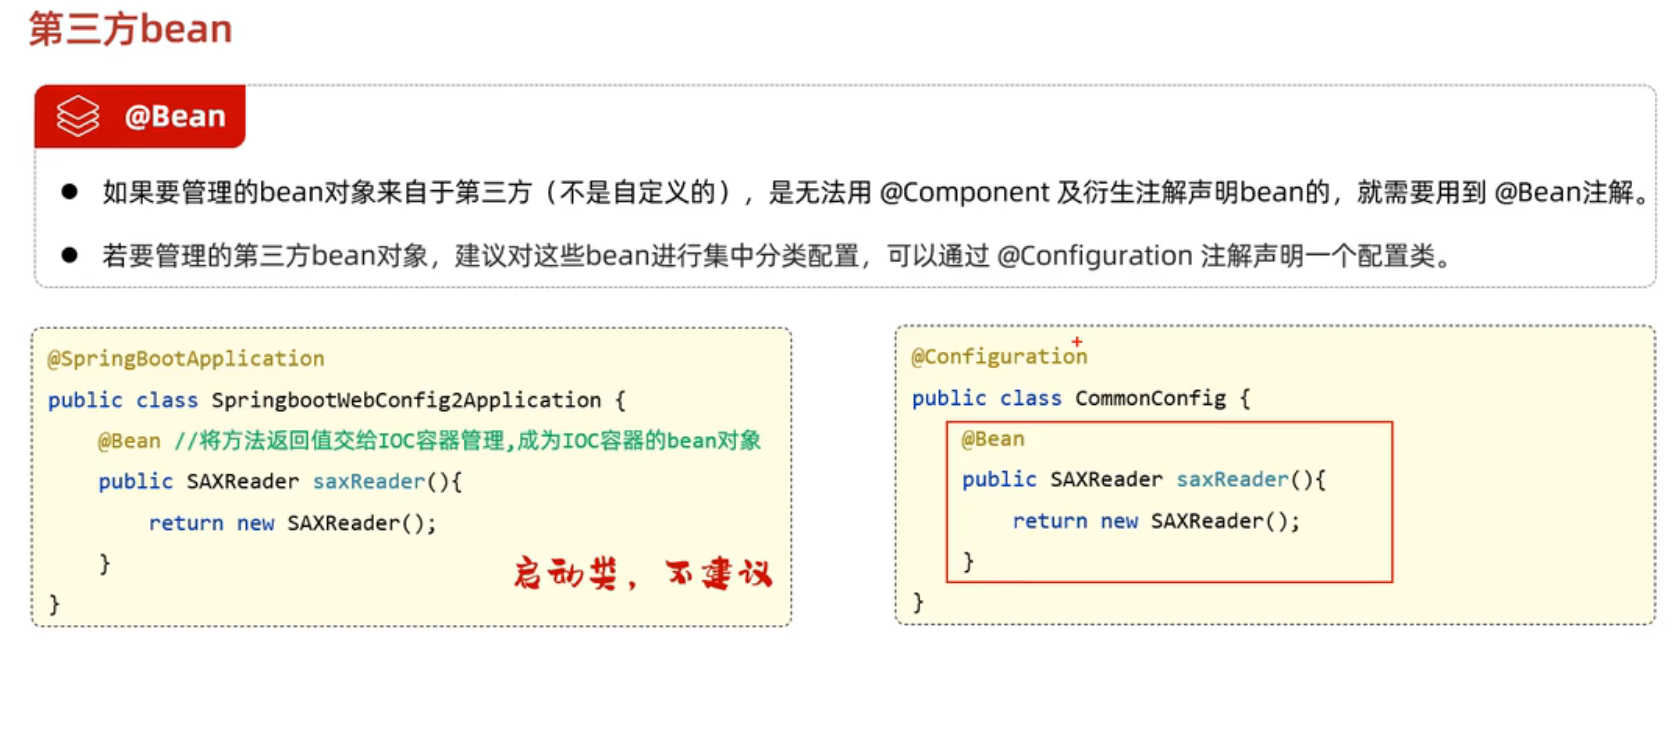 第三方bean
@Bean
如果要管理的bean对象来自于第三方（不是自定义的），是无法用 @Component 及衍生注解声明bean的，就需要用到 @Bean注解。
若要管理的第三方bean对象，建议对这些bean进行集中分类配置，可以通过 @Configuration 注解声明一个配置类。
@SpringBootApplication
public class SpringbootWebConfig2Application {
@Bean //将方法返回值交给IOC容器管理,成为IOC容器的bean对象
public SAXReader saxReader(){
return new SAXReader();
}
启动类，不建议
}
@Configuration
public class CommonConfig {
@Bean
public SAXReader saxReader(){
return new SAXReader();
}
}